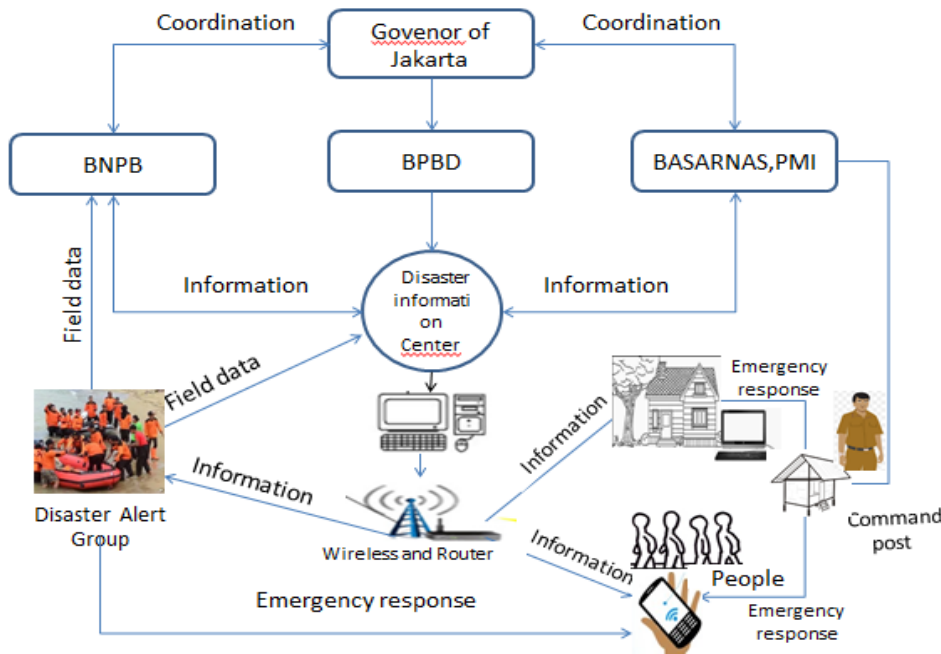 Coordination
Govenor of
Jakarta
Coordination
BNPB
BPBD
BASARNAS,PMI
Field data
Information
Disaster
informati
on
Center
Information
Field data
Emergency
response
Information
Information
Disaster Alert
Group
Wireless and Router
Information
Command
post
People
Emergency response
Emergency
response